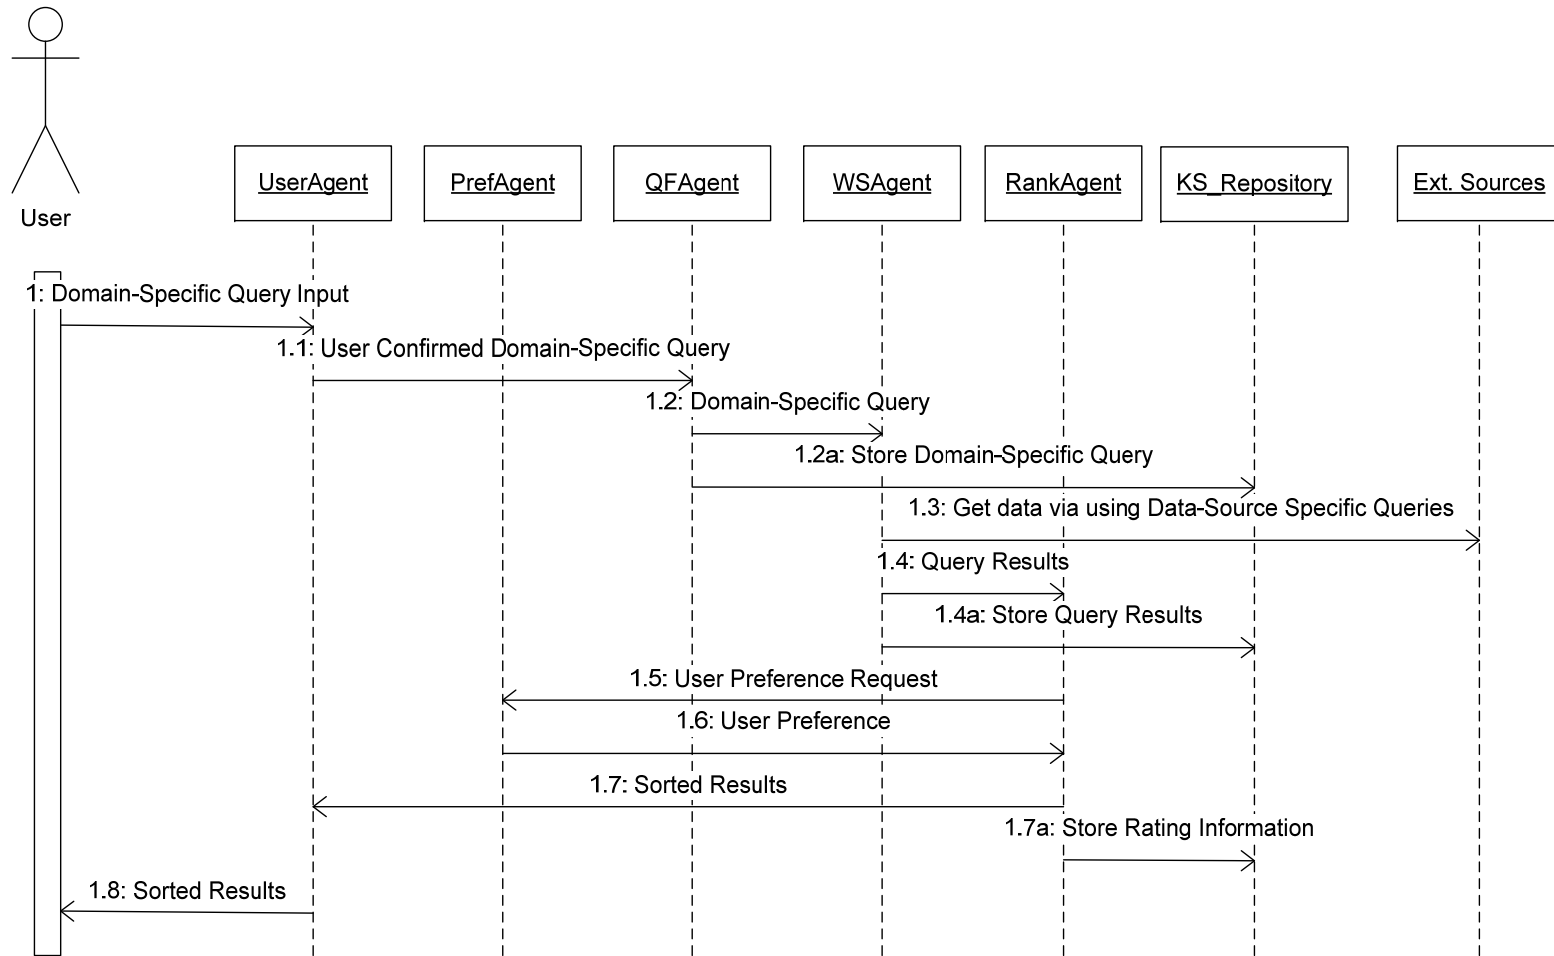 User
UserAgent
PrefAgent
QFAgent
WSAgent
RankAgent
KS_Repository
Ext. Sources
1: Domain-Specific Query Input
1.1: User Confirmed Domain-Specific Query
1.2: Domain-Specific Query
1.2a: Store Domain-Specific Query
1.3: Get data via using Data-Source Specific Queries
1.4: Query Results
1.4a: Store Query Results
1.5: User Preference Request
1.6: User Preference
1.7: Sorted Results
1.7a: Store Rating Information
1.8: Sorted Results